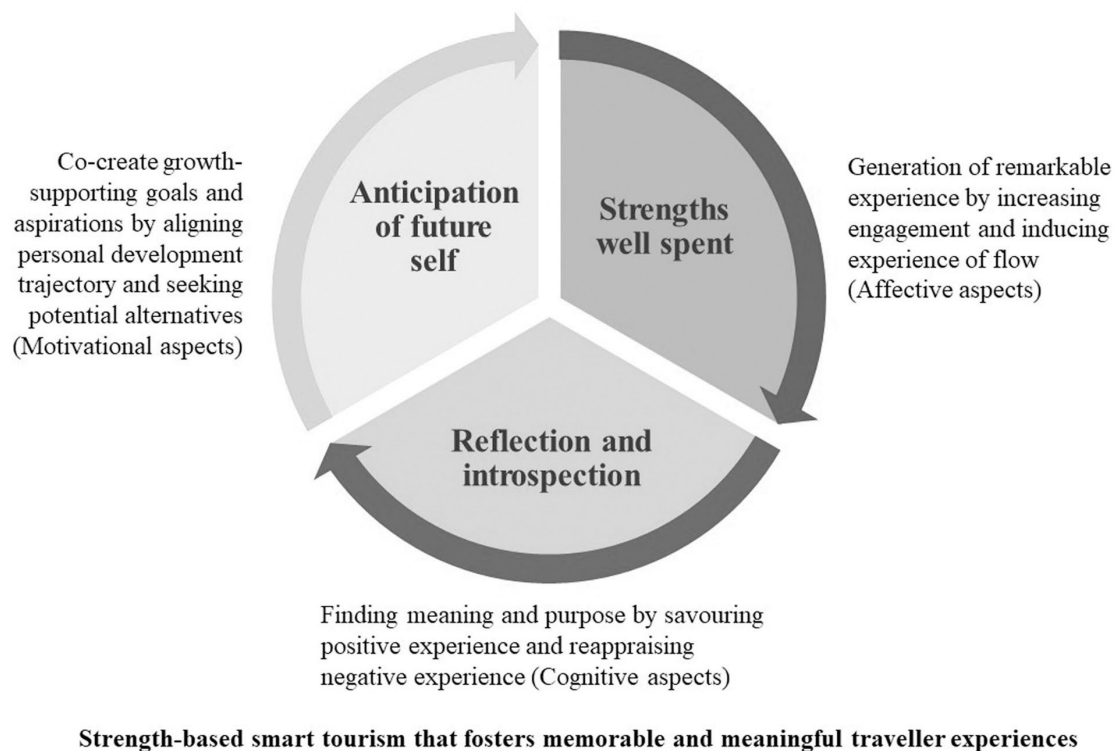 Anticipation
of future
self
Strengths
well spent
Reflection and
introspection
Co-create growth-
supporting goals and
aspirations by aligning
personal development
trajectory and seeking
potential alternatives
(Motivational aspects)
Generation of remarkable
experience by increasing
engagement and inducing
experience of flow
(Affective aspects)
Finding meaning and purpose by savouring
positive experience and reappraising
negative experience (Cognitive aspects)
Strength-based smart tourism that fosters memorable and meaningful traveller experiences